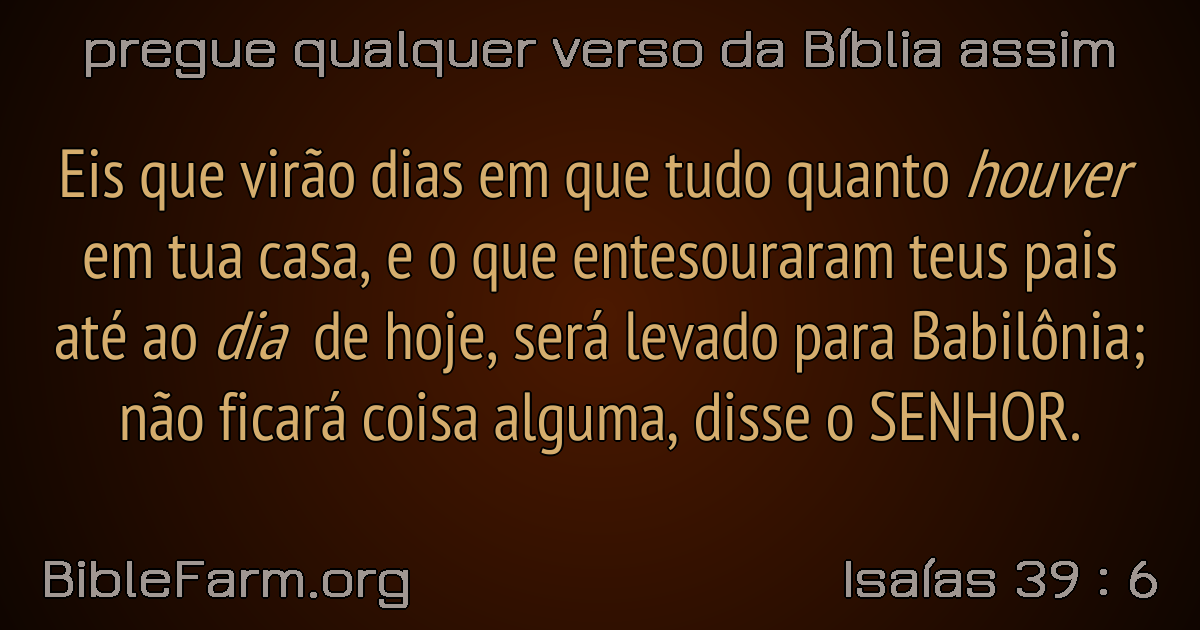 pregue qualquer verso da Bíblia assim
Eis que virão dias em que tudo quanto houver
em tua casa, e o que entesouraram teus pais
até ao dia de hoje, será levado para Babilônia;
não ficará coisa alguma, disse o SENHOR.
BibleFarm.org
Isaías 39 : 6